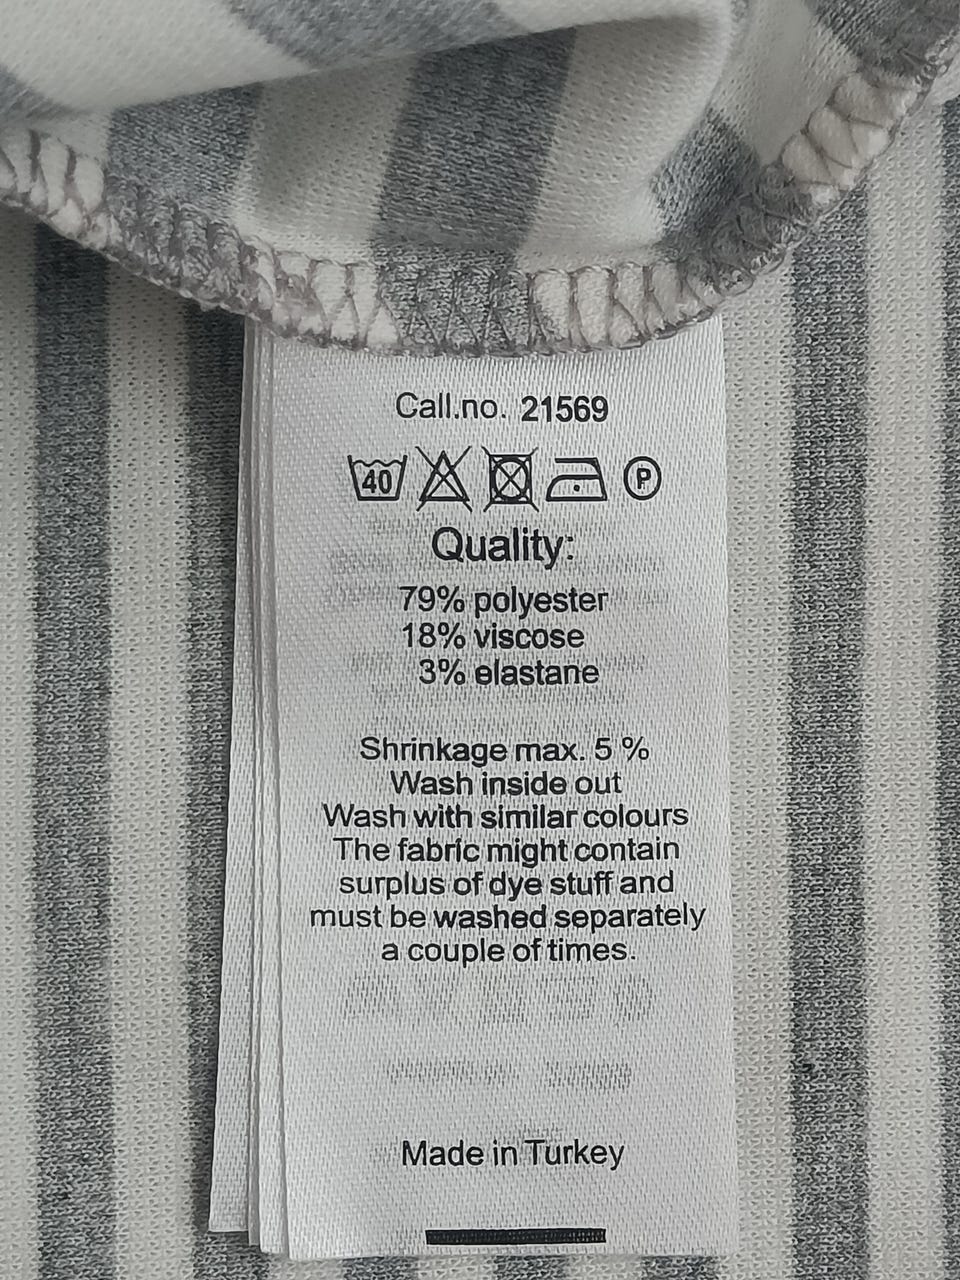 Call.no. 21569
40 P
Quality:
79% polyester
18% viscose
3% elastane
Shrinkage max. 5 %
Wash inside out
Wash with similar colours
The fabric might contain
surplus of dye stuff and
must be washed separately
a couple of times.
Made in Turkey